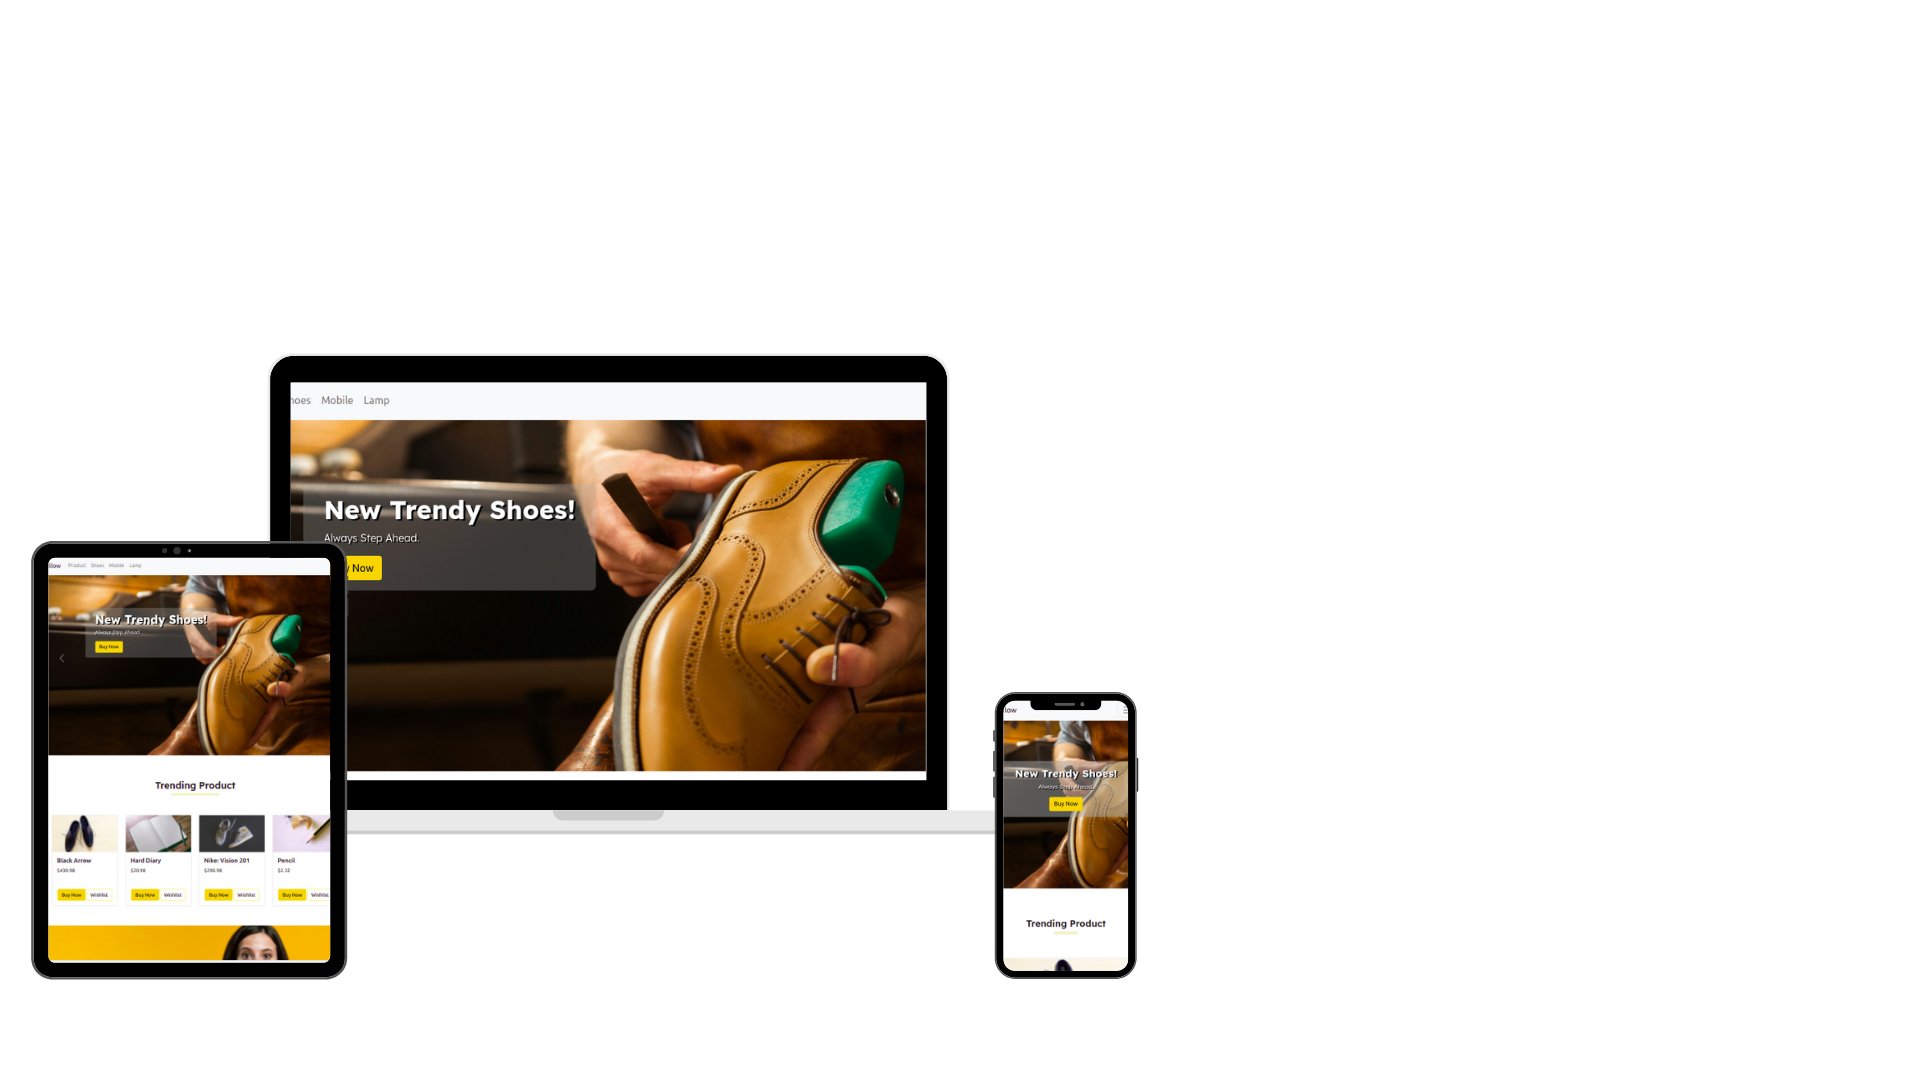 hoes Mobile Lamp
New Trendy Shoes!
Always Step Ahead.
y Now
llow Product Shoes Mobile Lamp
New Trendy Shoes!
Always Step Ahead.
Buy Now
Trending Product
Black Arrow Hard Diary Nike: Vision 201 Pencil
$430.98 $20.98 $290.98 $2.32
Buy Now Wishlist Buy Now Wishlist Buy Now Wishlist Buy Now Wishlist
low
New Trendy Shoes!
Always Step Ahead.
Buy Now
Trending Product